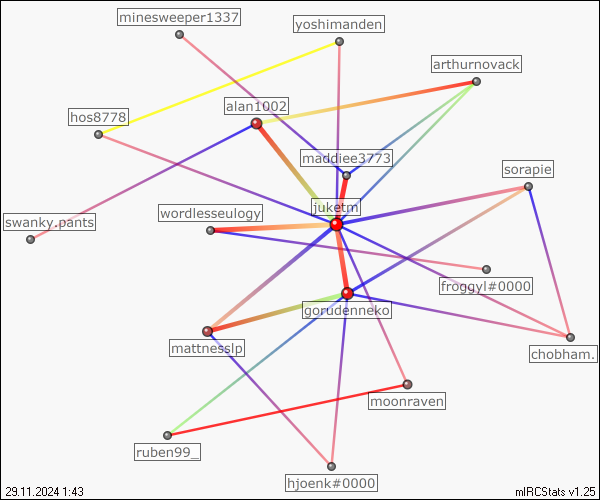 minesweeper1337
yoshimanden
arthurnovack
alan1002
hos8778
maddiee3773
sorapie
juketm
wordlesseulogy
swanky.pants
froggyl#0000
gorudenneko
mattnesslp
chobham.
moonraven
ruben99_
hjoenk#0000
29.11.2024 1:43
mIRCStats v1.25